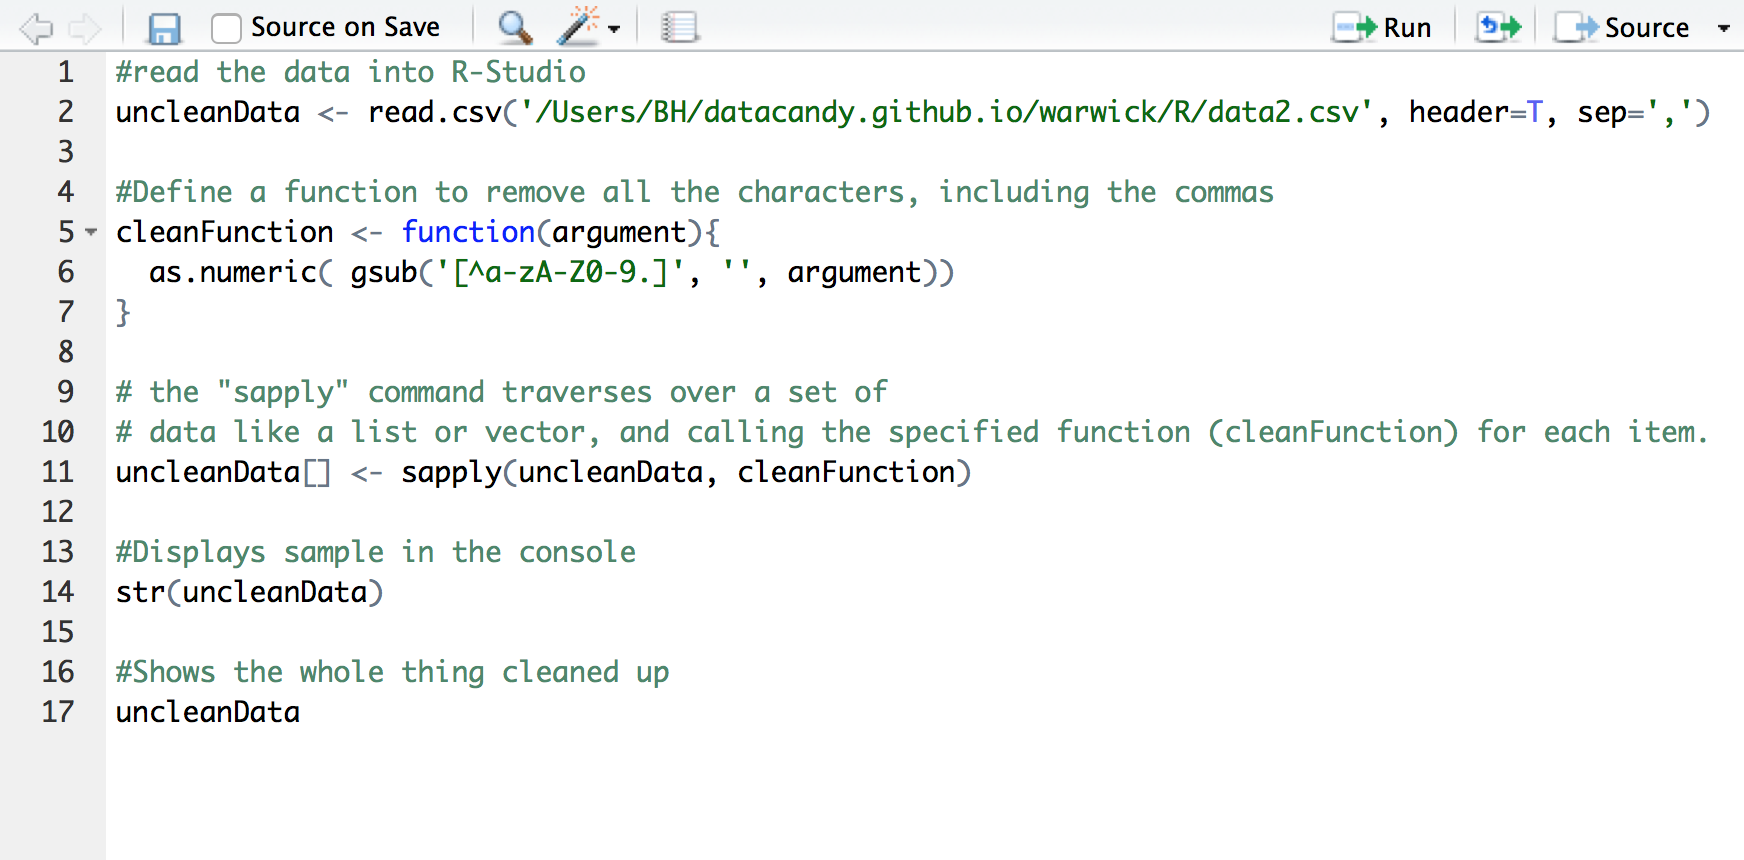 Source on Save
Run
Source
1 #read the data into R-Studio
2 uncleanData <- read.csv('/Users/BH/datacandy.github.io/warwick/R/data2.csv', header=T, sep=',')
3
4 #Define a function to remove all the characters, including the commas
5 cleanFunction <- function(argument){
6   as.numeric( gsub('[^a-zA-Z0-9.]', '', argument))
7 }
8
9 # the "sapply" command traverses over a set of
10 # data like a list or vector, and calling the specified function (cleanFunction) for each item.
11 uncleanData[] <- sapply(uncleanData, cleanFunction)
12
13 #Displays sample in the console
14 str(uncleanData)
15
16 #Shows the whole thing cleaned up
17 uncleanData